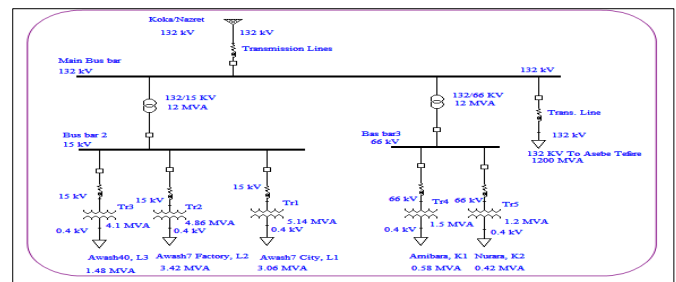 Koka/Nazret
132 kV 132 kV
Transmission Lines
Main Bus bar
132 kV
132 kV
132/15 KV
12 MVA
132/66 KV
12 MVA
Trans. Line
132 kV
132 KV To Asebe Tefere
1200 MVA
Bus bar 2
15 kV
Bas bar3
66 kV
15 kV
Tr3
4.1 MVA
0.4 kV
Awash40, L3
1.48 MVA
15 kV
Tr2
4.86 MVA
0.4 kV
Awash7 Factory, L2
3.42 MVA
15 kV
Tr1
5.14 MVA
0.4 kV
Awash7 City, L1
3.06 MVA
66 kV
Tr4
1.5 MVA
0.4 kV
Amibara, K1
0.58 MVA
66 kV
Tr5
1.2 MVA
0.4 kV
Nurara, K2
0.42 MVA